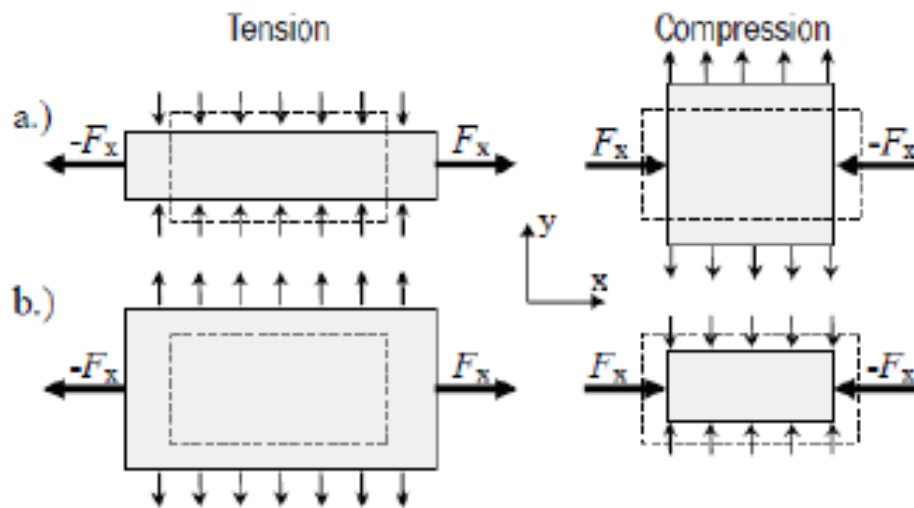 Tension
Compression
a.)
-Fx
Fx
Fx
-Fx
y
x
b.)
-Fx
Fx
Fx
-Fx